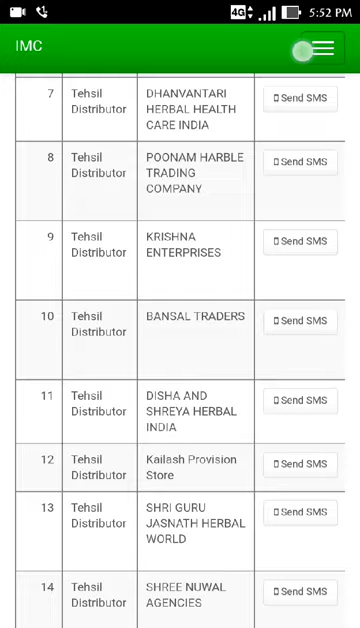 4G 5:52 PM
IMC
7 Tehsil Distributor DHANVANTARI HERBAL HEALTH CARE INDIA Send SMS
8 Tehsil Distributor POONAM HARBLE TRADING COMPANY Send SMS
9 Tehsil Distributor KRISHNA ENTERPRISES Send SMS
10 Tehsil Distributor BANSAL TRADERS Send SMS
11 Tehsil Distributor DISHA AND SHREYA HERBAL INDIA Send SMS
12 Tehsil Distributor Kailash Provision Store Send SMS
13 Tehsil Distributor SHRI GURU JASNATH HERBAL WORLD Send SMS
14 Tehsil Distributor SHREE NUWAL AGENCIES Send SMS